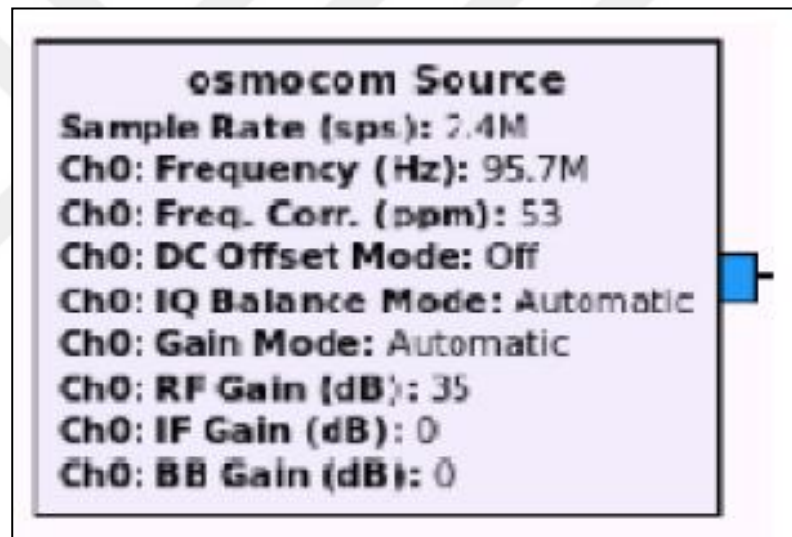 osmocom Source
Sample Rate (sps): 2.4M
Ch0: Frequency (Hz): 95.7M
Ch0: Freq. Corr. (ppm): 53
Ch0: DC Offset Mode: Off
Ch0: IQ Balance Mode: Automatic
Ch0: Gain Mode: Automatic
Ch0: RF Gain (dB): 35
Ch0: IF Gain (dB): 0
Ch0: BB Gain (dB): 0